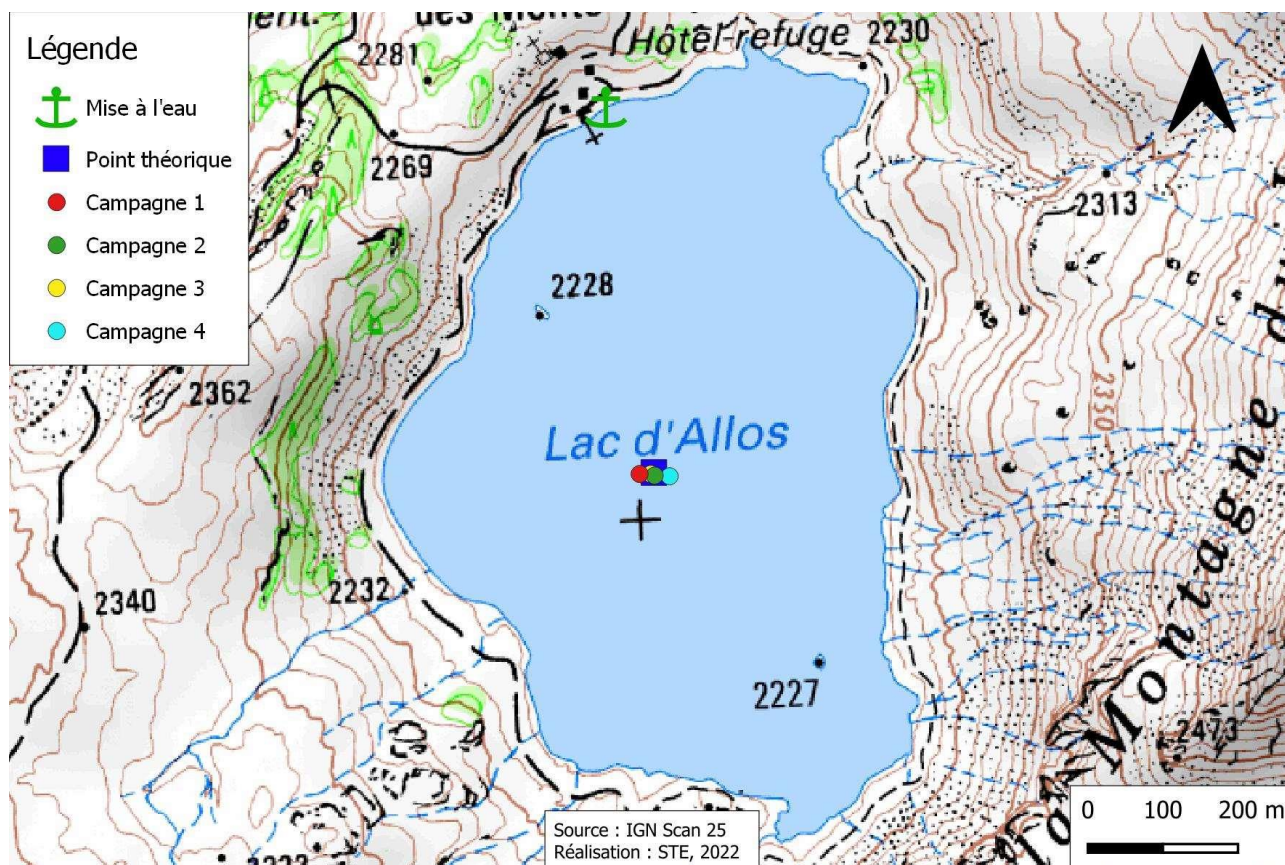 Légende
Mise à l'eau
Point théorique
Campagne 1
Campagne 2
Campagne 3
Campagne 4
des Monts
Hôtel-refuge 2230
2281
2269
2313
2228
2362
2350
Lac d'Allos
2232
2340
2227
2473
Montagne
Source : IGN Scan 25
Réalisation : STE, 2022
0 100 200 m